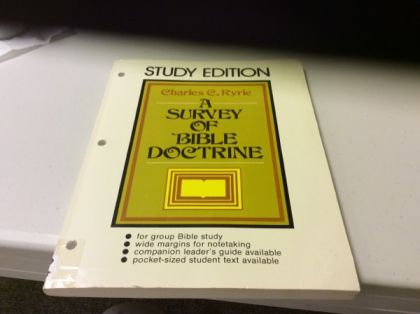 STUDY EDITION
Charles C. Ryrie
A
SURVEY
OF
BIBLE
DOCTRINE
for group Bible study
wide margins for notetaking
companion leader's guide available
pocket-sized student text available